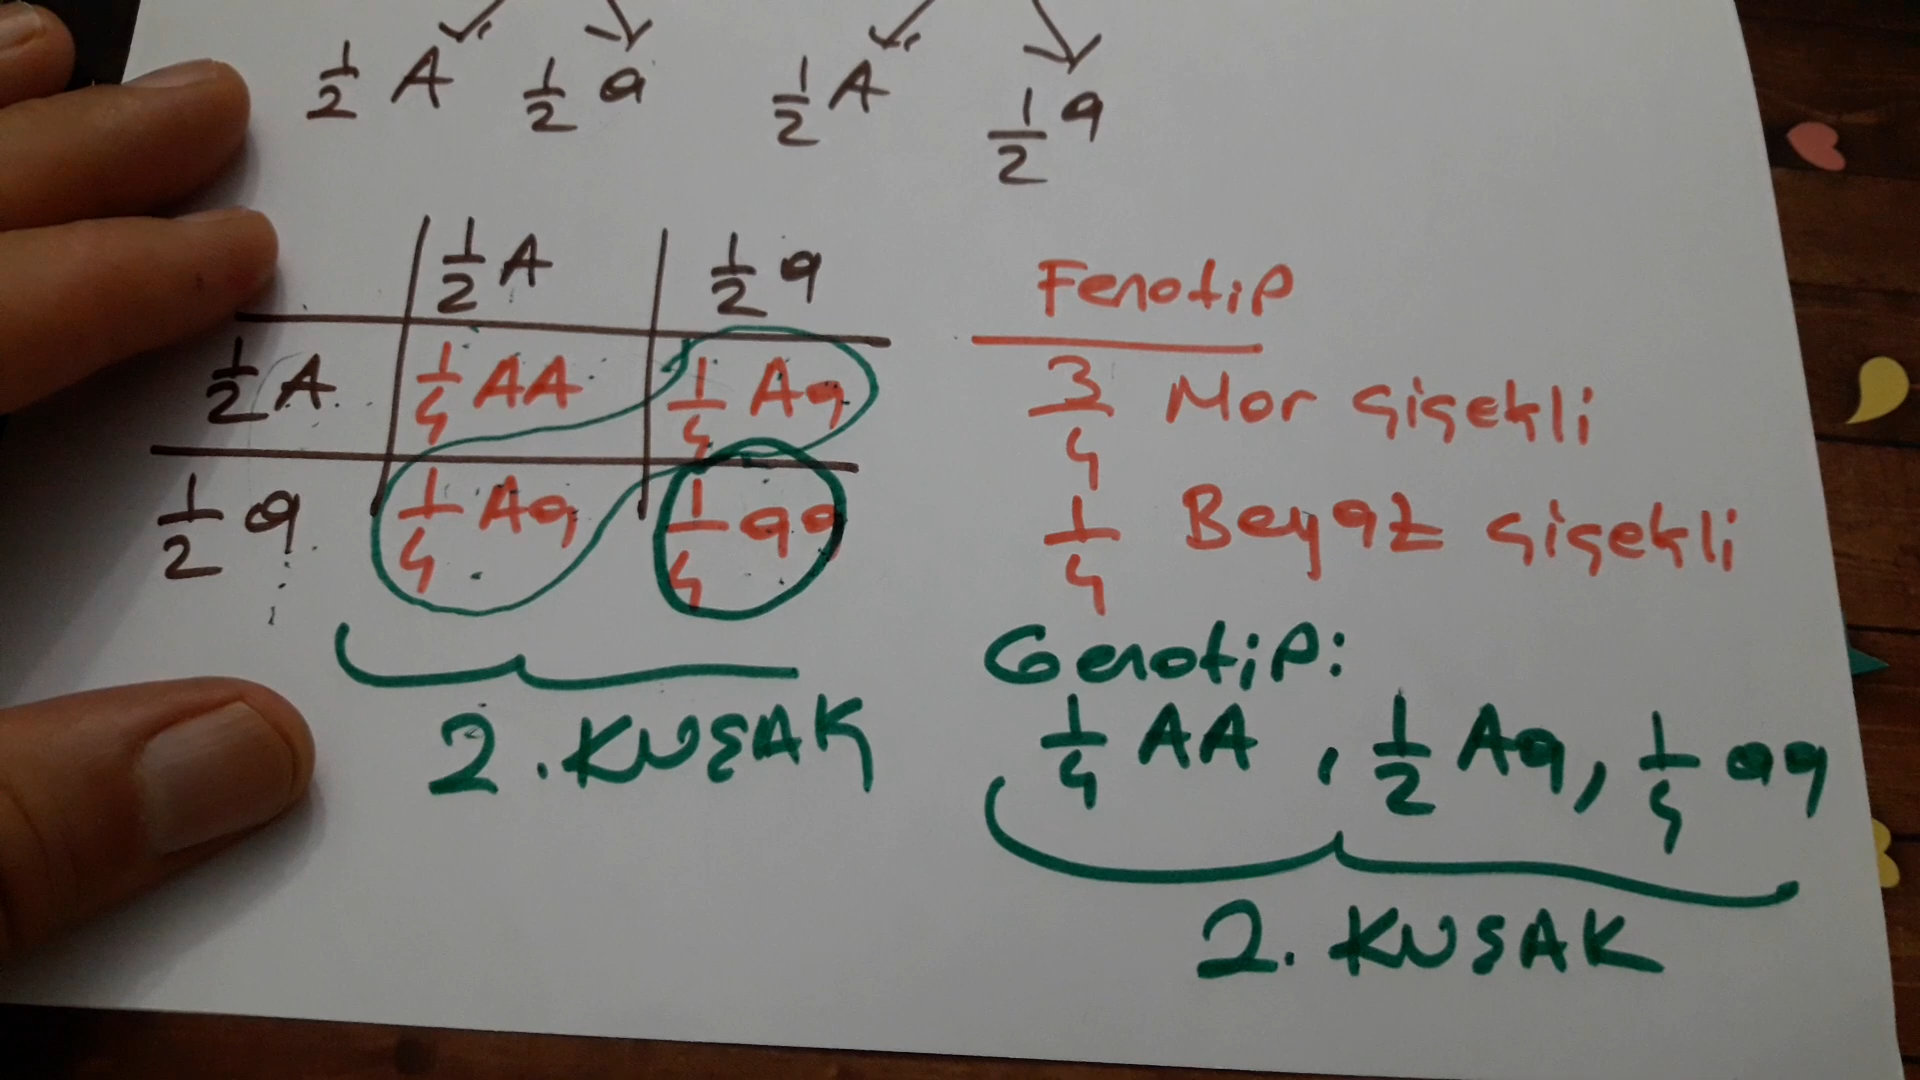 1/2 A 1/2 a 1/2 A 1/2 a
1/2 A 1/2 a
1/2 A 1/4 AA 1/4 Aa
1/2 a 1/4 Aa 1/4 aa
2. KUŞAK
Fenotip
3/4 Mor çiçekli
1/4 Beyaz çiçekli
Genotip:
1/4 AA, 1/2 Aa, 1/4 aa
2. KUŞAK